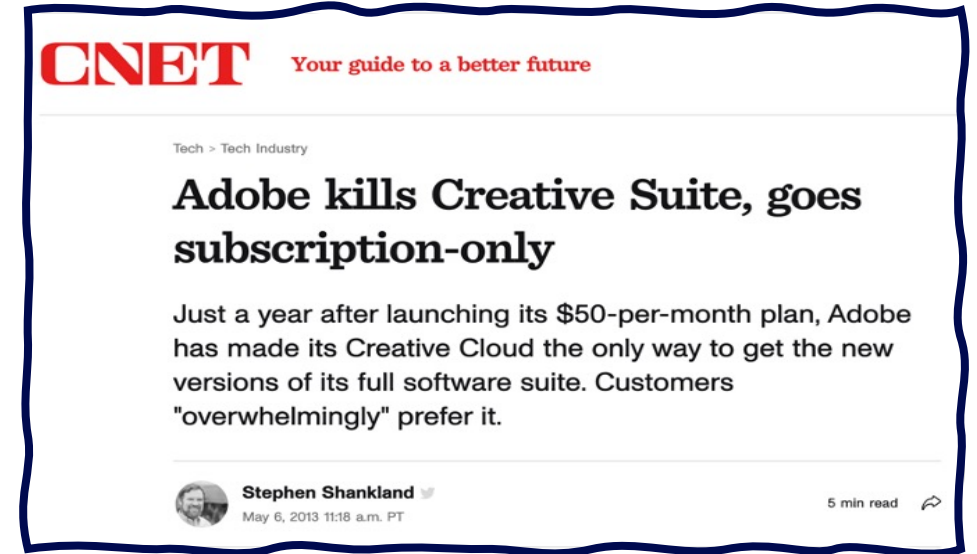 CNET
Your guide to a better future
Tech > Tech Industry
Adobe kills Creative Suite, goes
subscription-only
Just a year after launching its $50-per-month plan, Adobe
has made its Creative Cloud the only way to get the new
versions of its full software suite. Customers
"overwhelmingly" prefer it.
Stephen Shankland
May 6, 2013 11:18 a.m. PT
5 min read